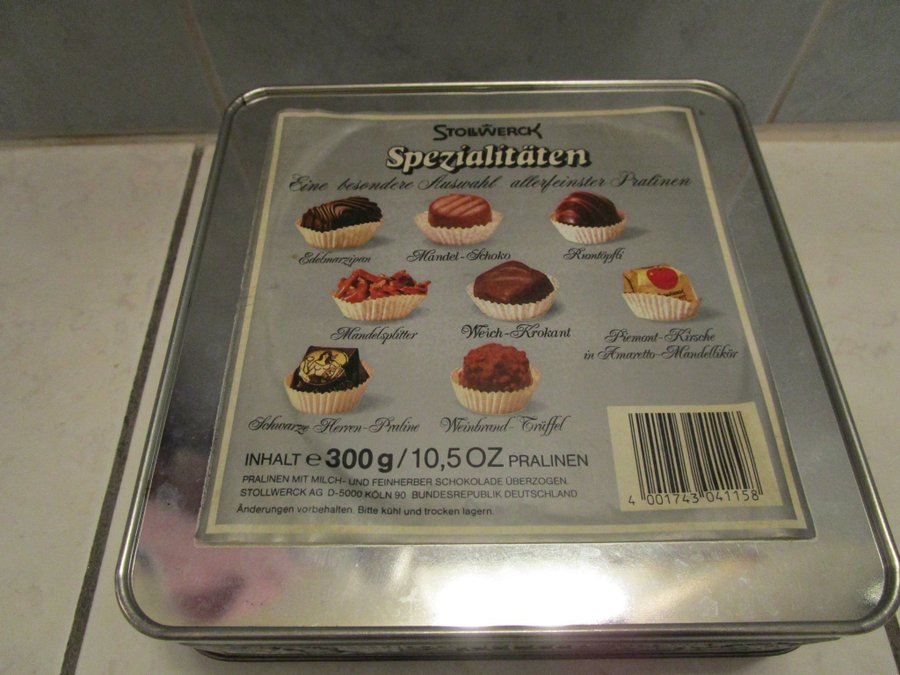 STOLLWERCK
Spezialitäten
Eine besondere Auswahl allerfeinster Pralinen
Edelmarzipan Mandel-Schoko Rumtöpfli
Mandelsplitter Weich-Krokant Piemont-Kirsche
in Amaretto-Mandellikör
Schwarze Herren-Praline Weinbrand-Trüffel
INHALT e 300g/10,5 OZ PRALINEN
PRALINEN MIT MILCH- UND FEINHERBER SCHOKOLADE ÜBERZOGEN.
STOLLWERCK AG D-5000 KÖLN 90 BUNDESREPUBLIK DEUTSCHLAND
Änderungen vorbehalten. Bitte kühl und trocken lagern.
4 001743 041158